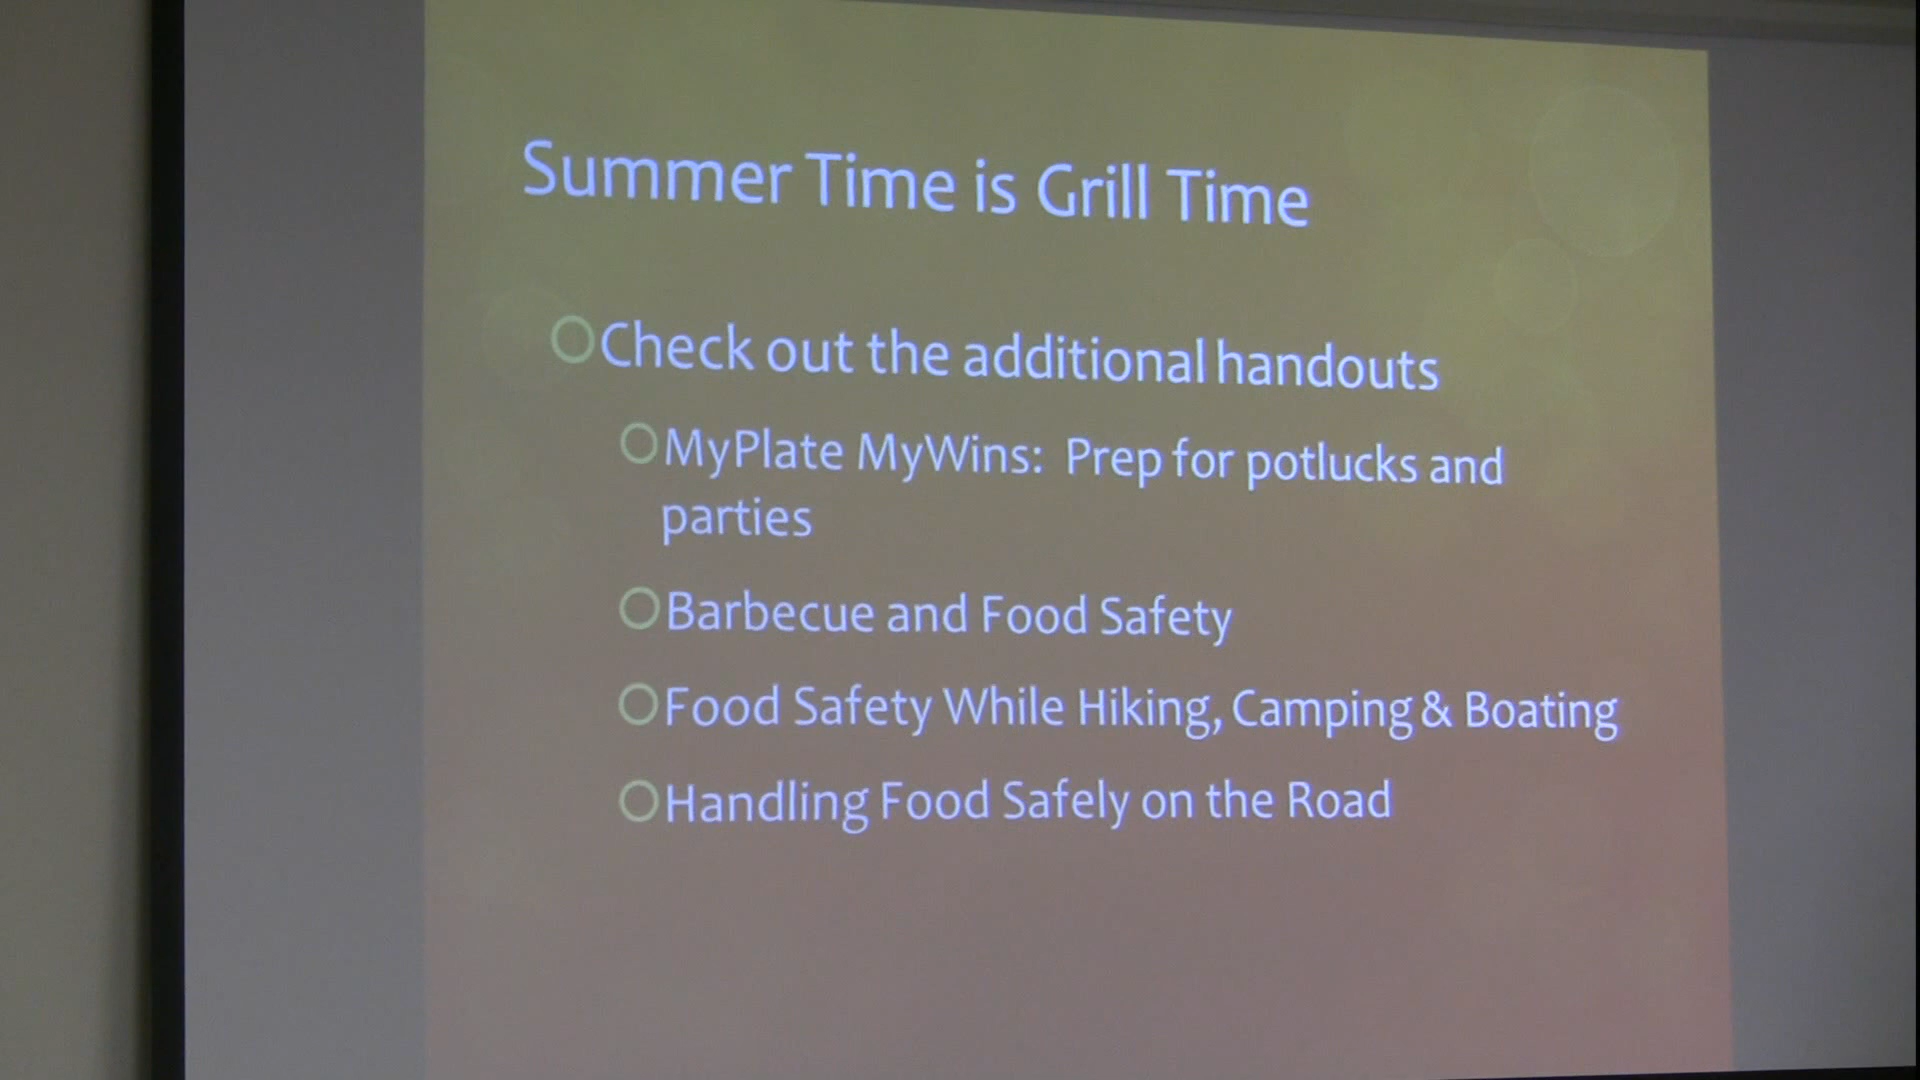 Summer Time is Grill Time
Check out the additional handouts
MyPlate MyWins: Prep for potlucks and
parties
Barbecue and Food Safety
Food Safety While Hiking, Camping & Boating
Handling Food Safely on the Road